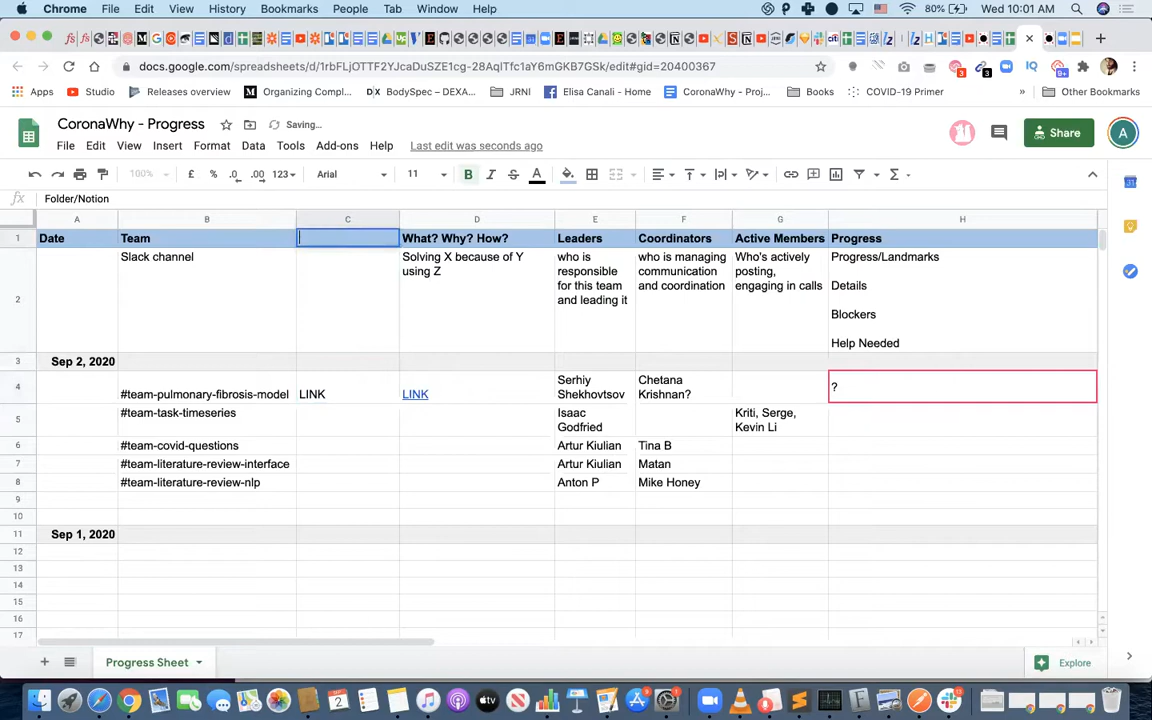 Chrome File Edit View History Bookmarks People Tab Window Help 80% Wed 10:01 AM
docs.google.com/spreadsheets/d/1rbFLjOTTF2YJcaDuSZE1cg-28AqITfc1aY6mGKB7GSk/edit#gid=20400367
Apps Studio Releases overview Organizing Compl... BodySpec – DEXA... JRNI Elisa Canali - Home CoronaWhy - Proj... Books COVID-19 Primer » Other Bookmarks
CoronaWhy - Progress Saving...
Share A
File Edit View Insert Format Data Tools Add-ons Help Last edit was seconds ago
100% £ % .0 .00 123 Arial 11 B I S A
fx Folder/Notion
A B C D E F G H
1 Date Team What? Why? How? Leaders Coordinators Active Members Progress
2 Slack channel
Solving X because of Y
using Z
who is
responsible
for this team
and leading it
who is managing
communication
and coordination
Who's actively
posting,
engaging in calls
Progress/Landmarks
Details
Blockers
Help Needed
3 Sep 2, 2020
4 #team-pulmonary-fibrosis-model LINK LINK
Serhiy
Shekhovtsov
Chetana
Krishnan?
?
5 #team-task-timeseries
Isaac
Godfried
Kriti, Serge,
Kevin Li
6 #team-covid-questions Artur Kiulian Tina B
7 #team-literature-review-interface Artur Kiulian Matan
8 #team-literature-review-nlp Anton P Mike Honey
9
10
11 Sep 1, 2020
12
13
14
15
16
17
Progress Sheet Explore